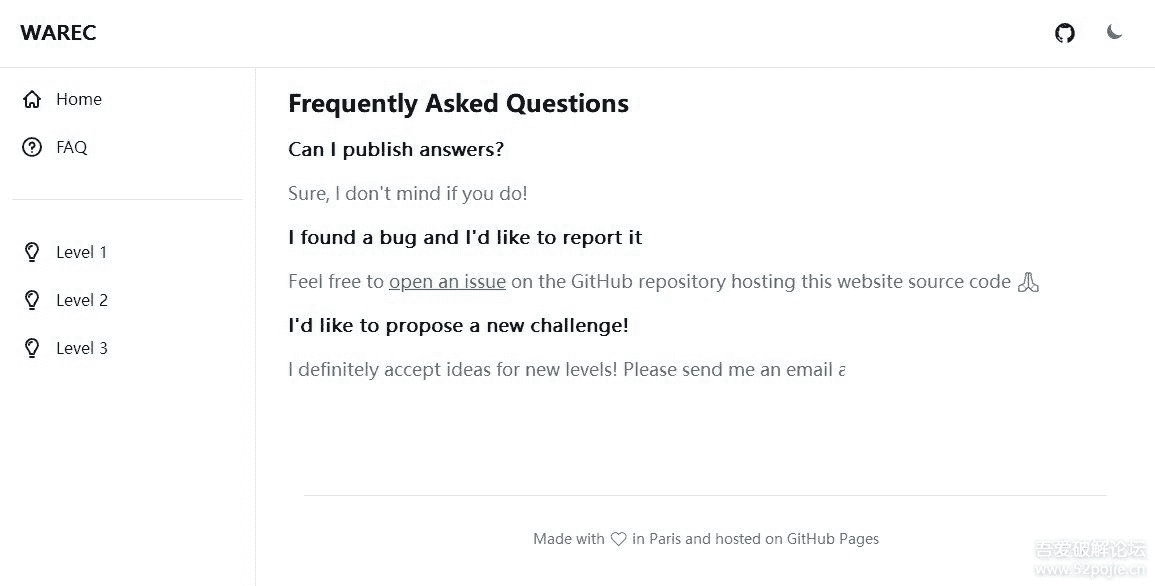 WAREC
Home
FAQ
Level 1
Level 2
Level 3
Frequently Asked Questions
Can I publish answers?
Sure, I don't mind if you do!
I found a bug and I'd like to report it
Feel free to open an issue on the GitHub repository hosting this website source code 🙏
I'd like to propose a new challenge!
I definitely accept ideas for new levels! Please send me an email
Made with ♡ in Paris and hosted on GitHub Pages
吾爱破解论坛
www.52pojie.cn